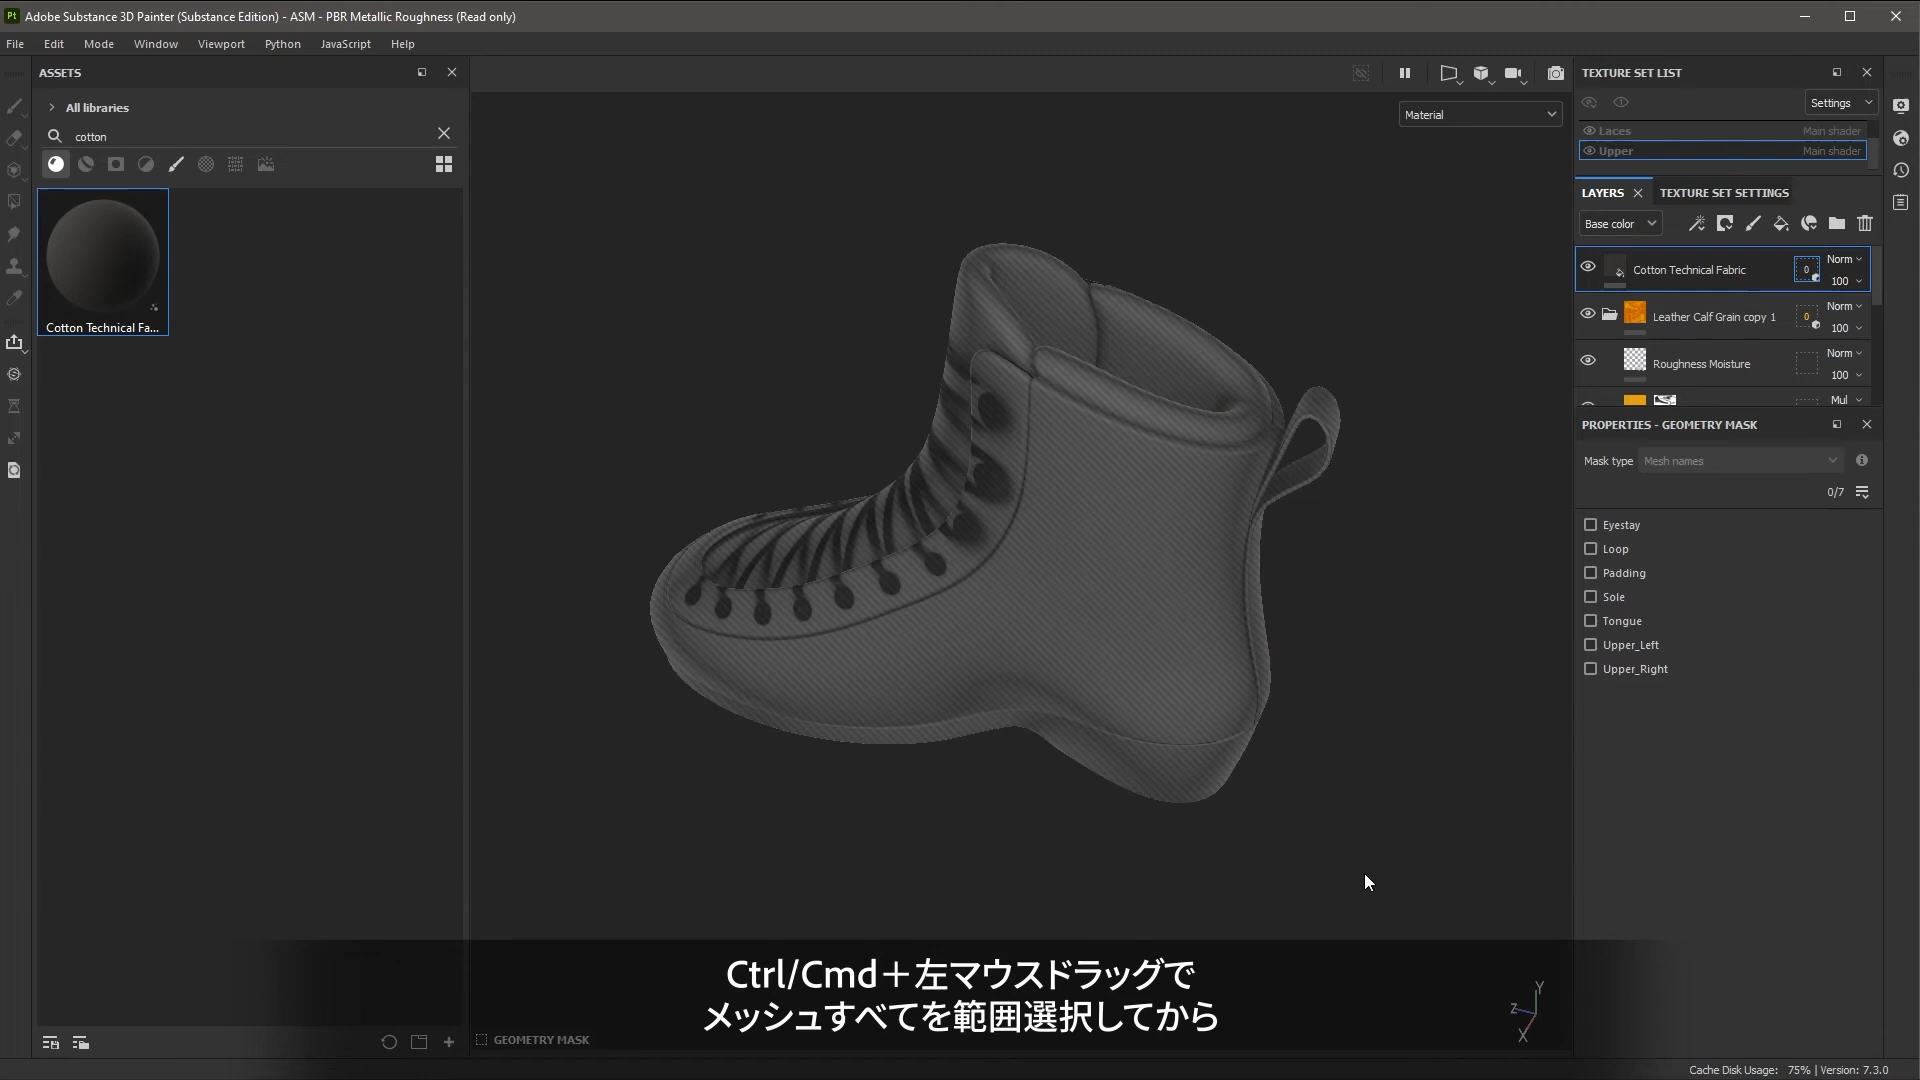 Pt Adobe Substance 3D Painter (Substance Edition) - ASM - PBR Metallic Roughness (Read only)
File Edit Mode Window Viewport Python JavaScript Help
ASSETS
All libraries
cotton
Cotton Technical Fa...
Material
TEXTURE SET LIST
Settings
Laces Main shader
Upper Main shader
LAYERS TEXTURE SET SETTINGS
Base color
Cotton Technical Fabric 0 Norm
100
Leather Calf Grain copy 1 0 Norm
100
Roughness Moisture Norm
100
Mul
PROPERTIES - GEOMETRY MASK
Mask type Mesh names
0/7
Eyestay
Loop
Padding
Sole
Tongue
Upper_Left
Upper_Right
Ctrl/Cmd＋左マウスドラッグで
メッシュすべてを範囲選択してから
GEOMETRY MASK
Y
Z
X
Cache Disk Usage: 75% | Version: 7.3.0